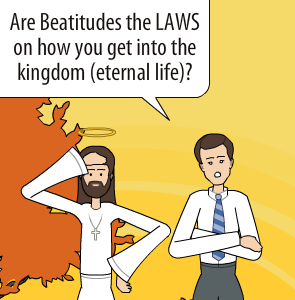 Are Beatitudes the LAWS
on how you get into the
kingdom (eternal life)?